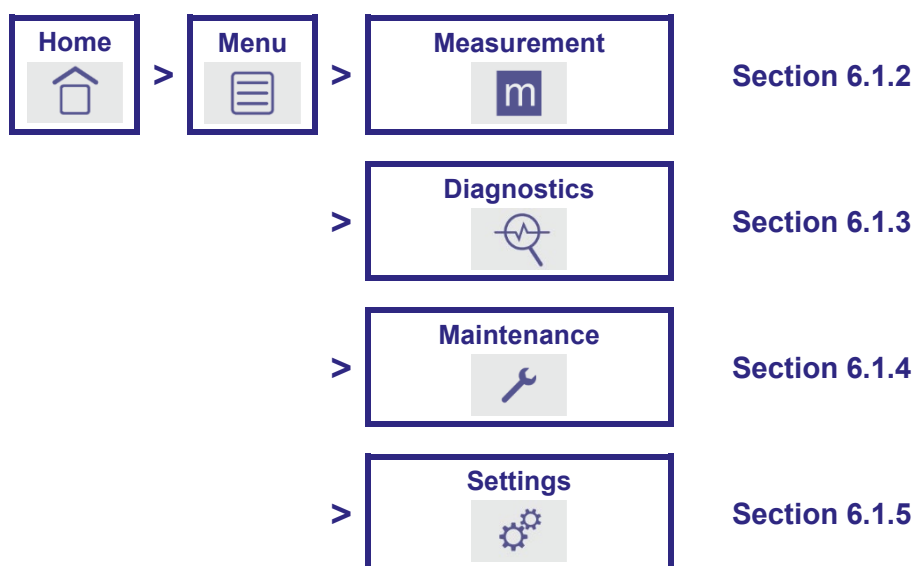 Home > Menu > Measurement Section 6.1.2
m
> Diagnostics Section 6.1.3
> Maintenance Section 6.1.4
> Settings Section 6.1.5